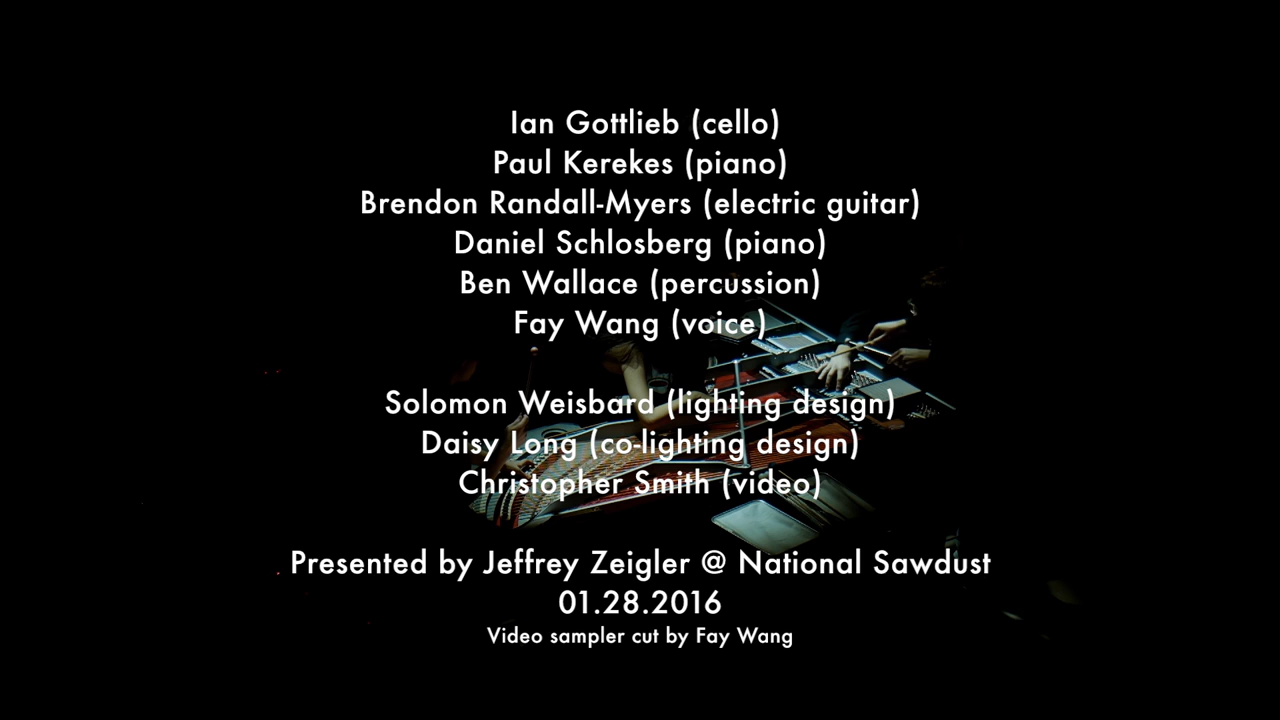 Ian Gottlieb (cello)
Paul Kerekes (piano)
Brendon Randall-Myers (electric guitar)
Daniel Schlosberg (piano)
Ben Wallace (percussion)
Fay Wang (voice)
Solomon Weisbard (lighting design)
Daisy Long (co-lighting design)
Christopher Smith (video)
Presented by Jeffrey Zeigler @ National Sawdust
01.28.2016
Video sampler cut by Fay Wang